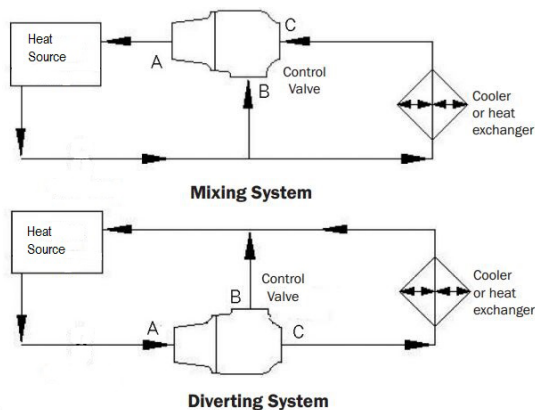 Heat
Source
A
C
B
Control
Valve
Cooler
or heat
exchanger
Mixing System
Heat
Source
A
B
Control
Valve
C
Cooler
or heat
exchanger
Diverting System